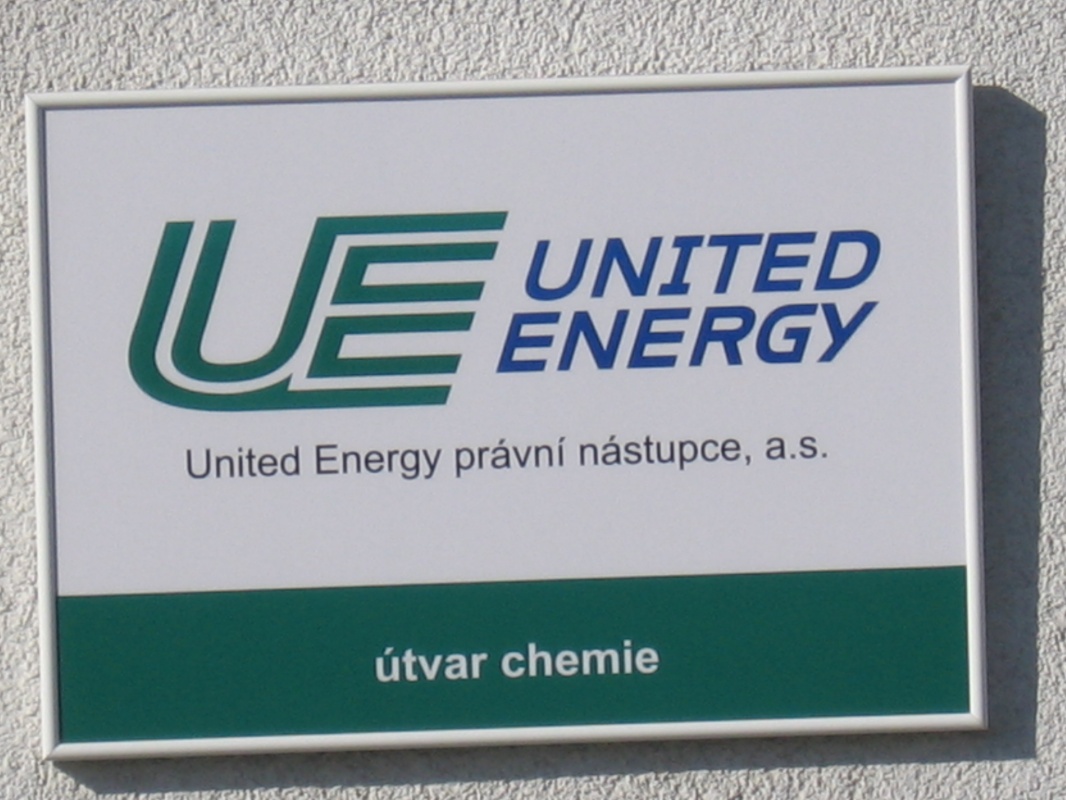 UE UNITED
ENERGY
United Energy právní nástupce, a.s.
útvar chemie